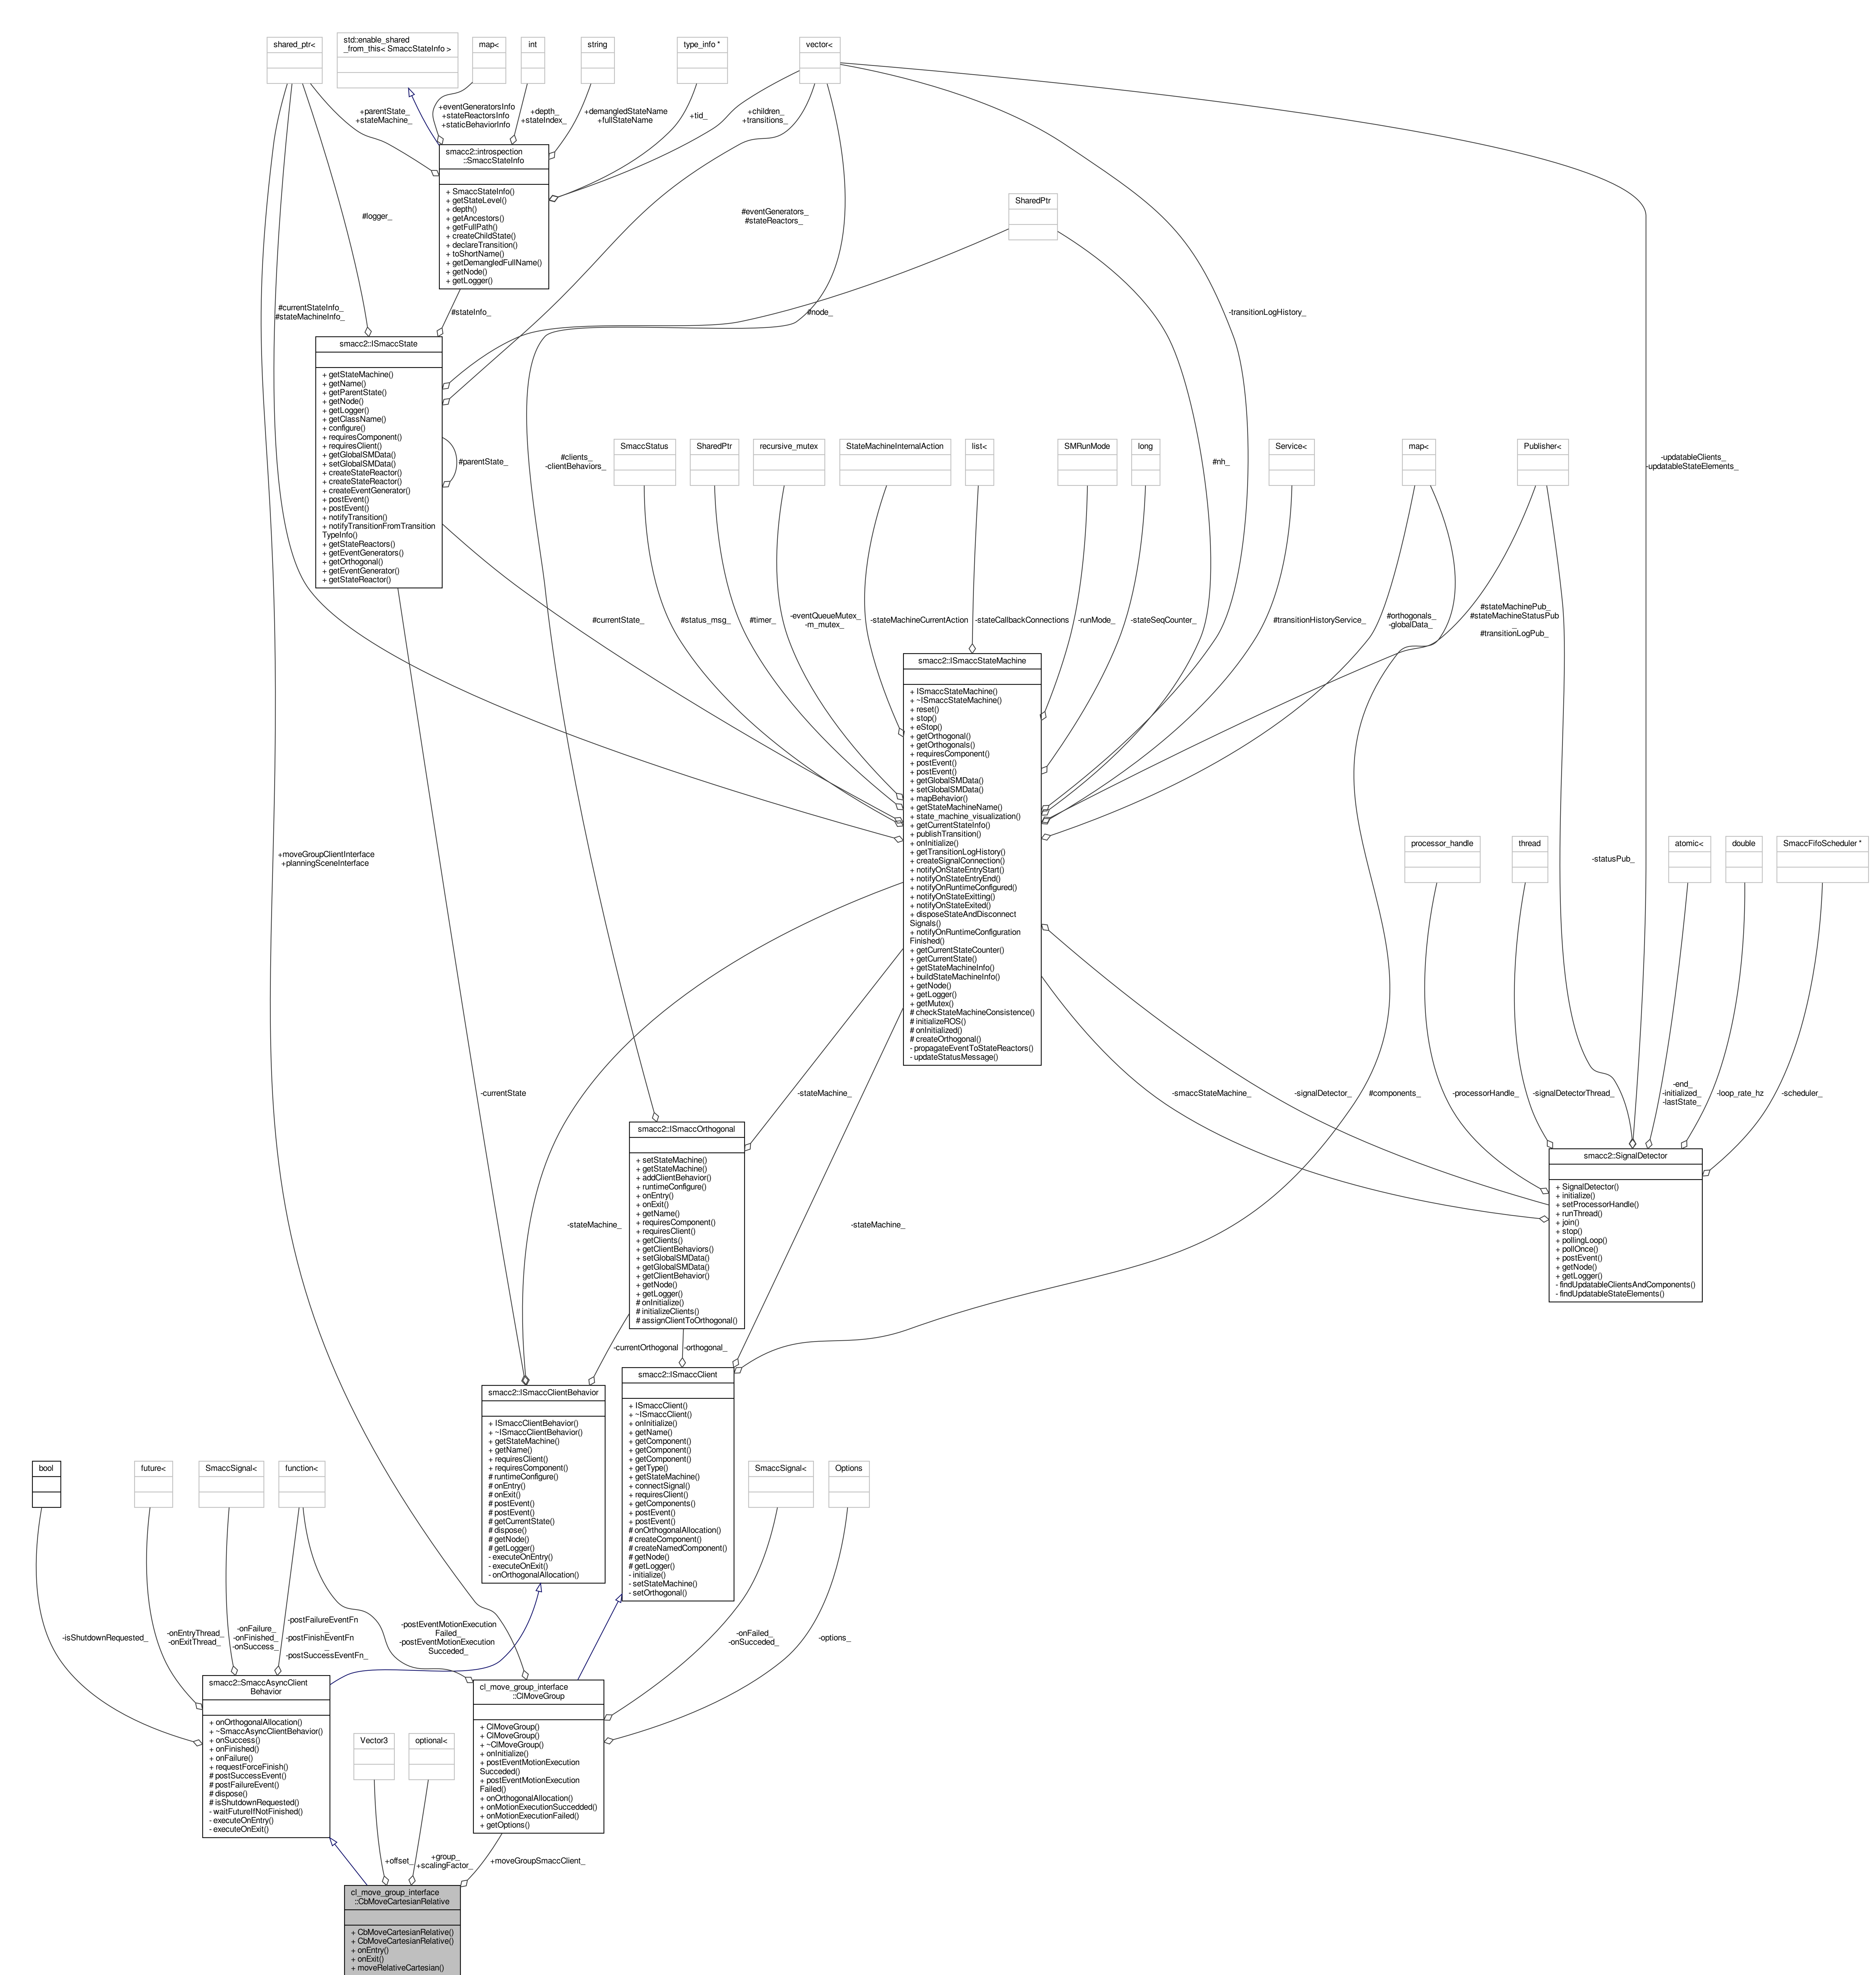 shared_ptr<
std::enable_shared
_from_this< SmaccStateInfo >
map<
int
string
type_info *
vector<
+parentState_
+stateMachine_
+eventGeneratorsInfo
+stateReactorsInfo
+staticBehaviorInfo
+depth_
+stateIndex_
+demangledStateName
+fullStateName
+tid_
+children_
+transitions_
smacc2::introspection
::SmaccStateInfo
+ SmaccStateInfo()
+ getStateLevel()
+ depth()
+ getAncestors()
+ getFullPath()
+ createChildState()
+ declareTransition()
+ toShortName()
+ getDemangledFullName()
+ getNode()
+ getLogger()
#logger_
#eventGenerators_
#stateReactors_
SharedPtr
#currentStateInfo_
#stateMachineInfo_
#stateInfo_
#node_
-transitionLogHistory_
smacc2::ISmaccState
+ getStateMachine()
+ getName()
+ getParentState()
+ getNode()
+ getLogger()
+ getClassName()
+ configure()
+ requiresComponent()
+ requiresClient()
+ getGlobalSMData()
+ setGlobalSMData()
+ createStateReactor()
+ createStateReactor()
+ createEventGenerator()
+ postEvent()
+ postEvent()
+ notifyTransition()
+ notifyTransitionFromTransition
TypeInfo()
+ getStateReactors()
+ getEventGenerators()
+ getOrthogonal()
+ getEventGenerator()
+ getStateReactor()
#parentState_
#clients_
-clientBehaviors_
SmaccStatus
SharedPtr
recursive_mutex
StateMachineInternalAction
list<
SMRunMode
long
#nh_
Service<
map<
Publisher<
-updatableClients_
-updatableStateElements_
#currentState_
#status_msg_
#timer_
-eventQueueMutex_
-m_mutex_
-stateMachineCurrentAction
-stateCallbackConnections
-runMode_
-stateSeqCounter_
#transitionHistoryService_
#orthogonals_
-globalData_
#stateMachinePub_
#stateMachineStatusPub
_
#transitionLogPub_
smacc2::ISmaccStateMachine
+ ISmaccStateMachine()
+ ~ISmaccStateMachine()
+ reset()
+ stop()
+ eStop()
+ getOrthogonal()
+ getOrthogonals()
+ requiresComponent()
+ postEvent()
+ postEvent()
+ getGlobalSMData()
+ setGlobalSMData()
+ mapBehavior()
+ getStateMachineName()
+ state_machine_visualization()
+ getCurrentStateInfo()
+ publishTransition()
+ onInitialize()
+ getTransitionLogHistory()
+ createSignalConnection()
+ notifyOnStateEntryStart()
+ notifyOnStateEntryEnd()
+ notifyOnRuntimeConfigured()
+ notifyOnStateExitting()
+ notifyOnStateExited()
+ disposeStateAndDisconnect
Signals()
+ notifyOnRuntimeConfiguration
Finished()
+ getCurrentStateCounter()
+ getCurrentState()
+ getStateMachineInfo()
+ buildStateMachineInfo()
+ getNode()
+ getLogger()
+ getMutex()
# checkStateMachineConsistence()
# initializeROS()
# onInitialized()
# createOrthogonal()
- propagateEventToStateReactors()
- updateStatusMessage()
+moveGroupClientInterface
+planningSceneInterface
processor_handle
thread
-statusPub_
atomic<
double
SmaccFifoScheduler *
-currentState
-stateMachine_
-smaccStateMachine_
-signalDetector_
#components_
-processorHandle_
-signalDetectorThread_
-end_
-initialized_
-lastState_
-loop_rate_hz
-scheduler_
smacc2::ISmaccOrthogonal
+ setStateMachine()
+ getStateMachine()
+ addClientBehavior()
+ runtimeConfigure()
+ onEntry()
+ onExit()
+ getName()
+ requiresComponent()
+ requiresClient()
+ getClients()
+ getClientBehaviors()
+ setGlobalSMData()
+ getGlobalSMData()
+ getClientBehavior()
+ getNode()
+ getLogger()
# onInitialize()
# initializeClients()
# assignClientToOrthogonal()
smacc2::SignalDetector
+ SignalDetector()
+ initialize()
+ setProcessorHandle()
+ runThread()
+ join()
+ stop()
+ pollingLoop()
+ pollOnce()
+ postEvent()
+ getNode()
+ getLogger()
- findUpdatableClientsAndComponents()
- findUpdatableStateElements()
-stateMachine_
-stateMachine_
-currentOrthogonal
-orthogonal_
smacc2::ISmaccClientBehavior
+ ISmaccClientBehavior()
+ ~ISmaccClientBehavior()
+ getStateMachine()
+ getName()
+ requiresClient()
+ requiresComponent()
# runtimeConfigure()
# onEntry()
# onExit()
# postEvent()
# postEvent()
# getCurrentState()
# dispose()
# getNode()
# getLogger()
- executeOnEntry()
- executeOnExit()
- onOrthogonalAllocation()
smacc2::ISmaccClient
+ ISmaccClient()
+ ~ISmaccClient()
+ onInitialize()
+ getName()
+ getComponent()
+ getComponent()
+ getComponent()
+ getType()
+ getStateMachine()
+ connectSignal()
+ requiresClient()
+ getComponents()
+ postEvent()
+ postEvent()
# onOrthogonalAllocation()
# createComponent()
# createNamedComponent()
# getNode()
# getLogger()
- initialize()
- setStateMachine()
- setOrthogonal()
bool
future<
SmaccSignal<
function<
SmaccSignal<
Options
-isShutdownRequested_
-onEntryThread_
-onExitThread_
-onFailure_
-onFinished_
-onSuccess_
-postFailureEventFn
_
-postFinishEventFn
_
-postSuccessEventFn_
-postEventMotionExecution
Failed_
-postEventMotionExecution
Succeded_
-onFailed_
-onSucceded_
-options_
smacc2::SmaccAsyncClient
Behavior
+ onOrthogonalAllocation()
+ ~SmaccAsyncClientBehavior()
+ onSuccess()
+ onFinished()
+ onFailure()
+ requestForceFinish()
# postSuccessEvent()
# postFailureEvent()
# dispose()
# isShutdownRequested()
- waitFutureIfNotFinished()
- executeOnEntry()
- executeOnExit()
Vector3
optional<
cl_move_group_interface
::ClMoveGroup
+ ClMoveGroup()
+ ClMoveGroup()
+ ~ClMoveGroup()
+ onInitialize()
+ postEventMotionExecution
Succeded()
+ postEventMotionExecution
Failed()
+ onOrthogonalAllocation()
+ onMotionExecutionSuccedded()
+ onMotionExecutionFailed()
+ getOptions()
+offset_
+group_
+scalingFactor_
+moveGroupSmaccClient_
cl_move_group_interface
::CbMoveCartesianRelative
+ CbMoveCartesianRelative()
+ CbMoveCartesianRelative()
+ onEntry()
+ onExit()
+ moveRelativeCartesian()